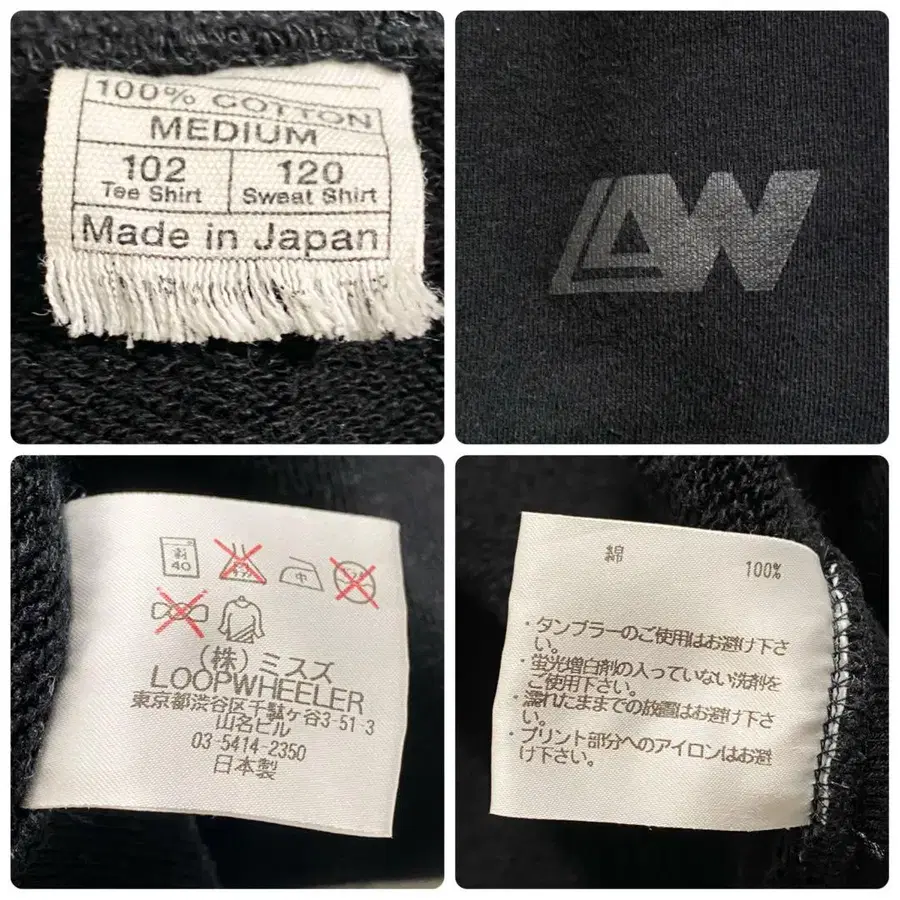 100% COTTON
MEDIUM
102
Tee Shirt
120
Sweat Shirt
Made in Japan
LW
40
中
(株)ミスズ
LOOPWHEELER
東京都渋谷区千駄ヶ谷3-51-3
山名ビル
03-5414-2350
日本製
綿 100%
・タンブラーのご使用はお避け下さ
い。
・蛍光増白剤の入っていない洗剤を
ご使用下さい。
・濡れたままでの放置はお避け下さ
い。
・プリント部分へのアイロンはお避
け下さい。